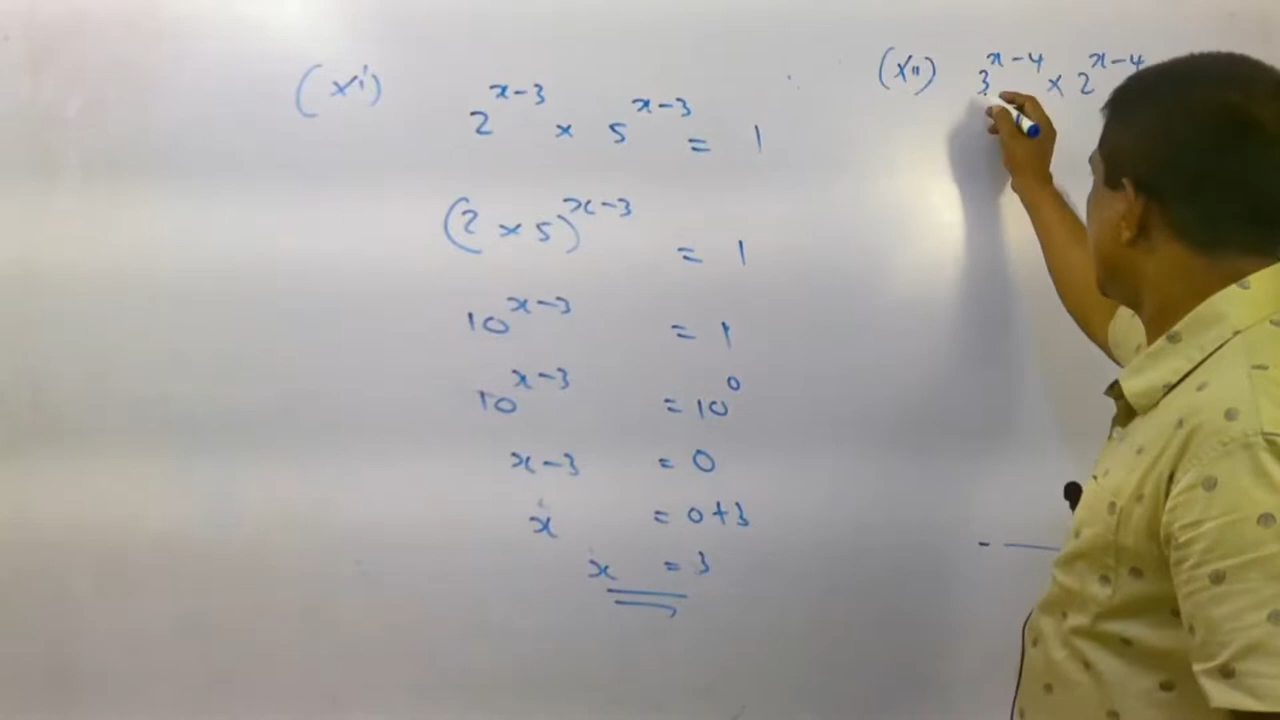 (xi)
2^{x-3} × 5^{x-3} = 1
(2 × 5)^{x-3} = 1
10^{x-3} = 1
10^{x-3} = 10^0
x-3 = 0
x = 0+3
x = 3
(xii) 3^{x-4} × 2^{x-4}